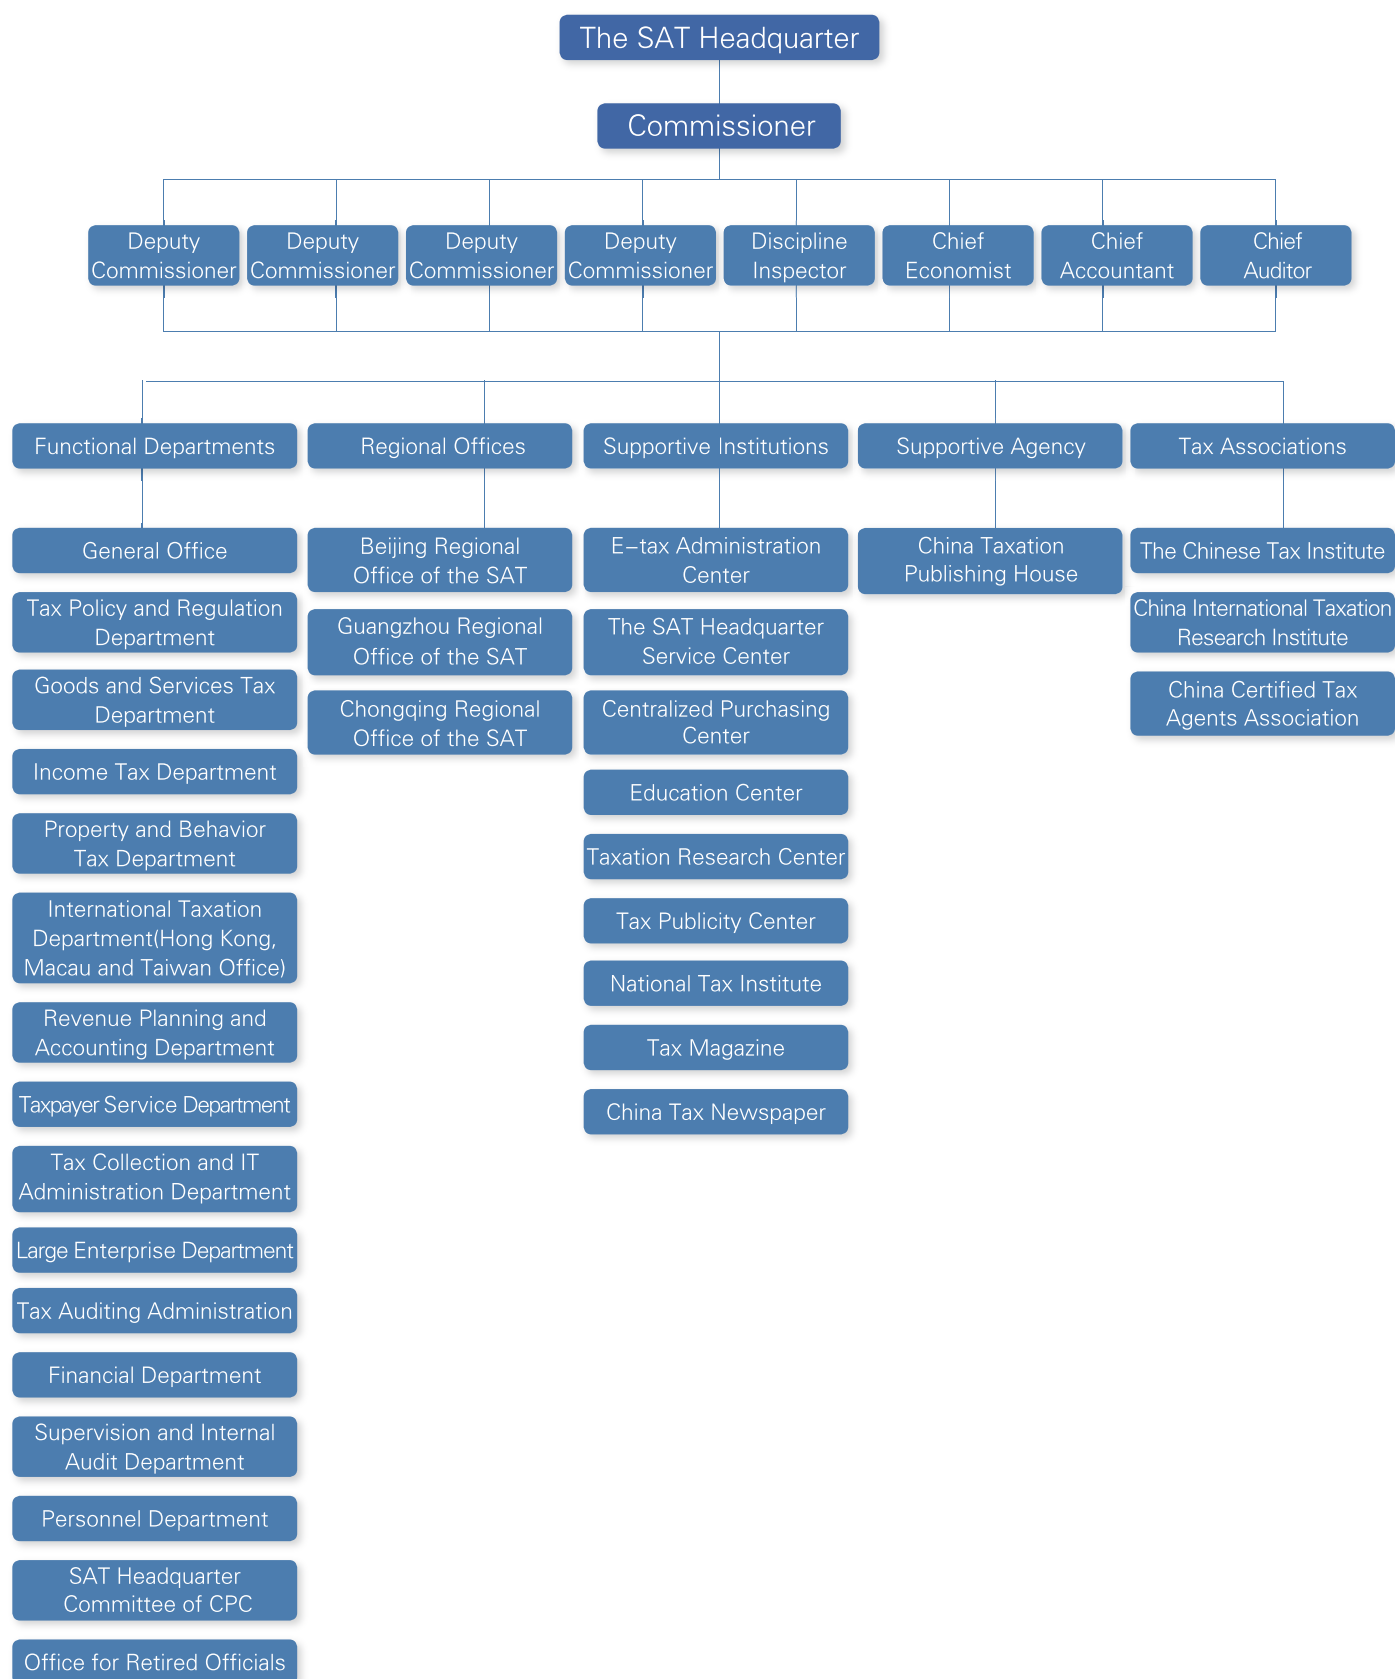 The SAT Headquarter
Commissioner
Deputy
Commissioner
Deputy
Commissioner
Deputy
Commissioner
Deputy
Commissioner
Discipline
Inspector
Chief
Economist
Chief
Accountant
Chief
Auditor
Functional Departments
General Office
Tax Policy and Regulation
Department
Goods and Services Tax
Department
Income Tax Department
Property and Behavior
Tax Department
International Taxation
Department(Hong Kong,
Macau and Taiwan Office)
Revenue Planning and
Accounting Department
Taxpayer Service Department
Tax Collection and IT
Administration Department
Large Enterprise Department
Tax Auditing Administration
Financial Department
Supervision and Internal
Audit Department
Personnel Department
SAT Headquarter
Committee of CPC
Office for Retired Officials
Regional Offices
Beijing Regional
Office of the SAT
Guangzhou Regional
Office of the SAT
Chongqing Regional
Office of the SAT
Supportive Institutions
E–tax Administration
Center
The SAT Headquarter
Service Center
Centralized Purchasing
Center
Education Center
Taxation Research Center
Tax Publicity Center
National Tax Institute
Tax Magazine
China Tax Newspaper
Supportive Agency
China Taxation
Publishing House
Tax Associations
The Chinese Tax Institute
China International Taxation
Research Institute
China Certified Tax
Agents Association